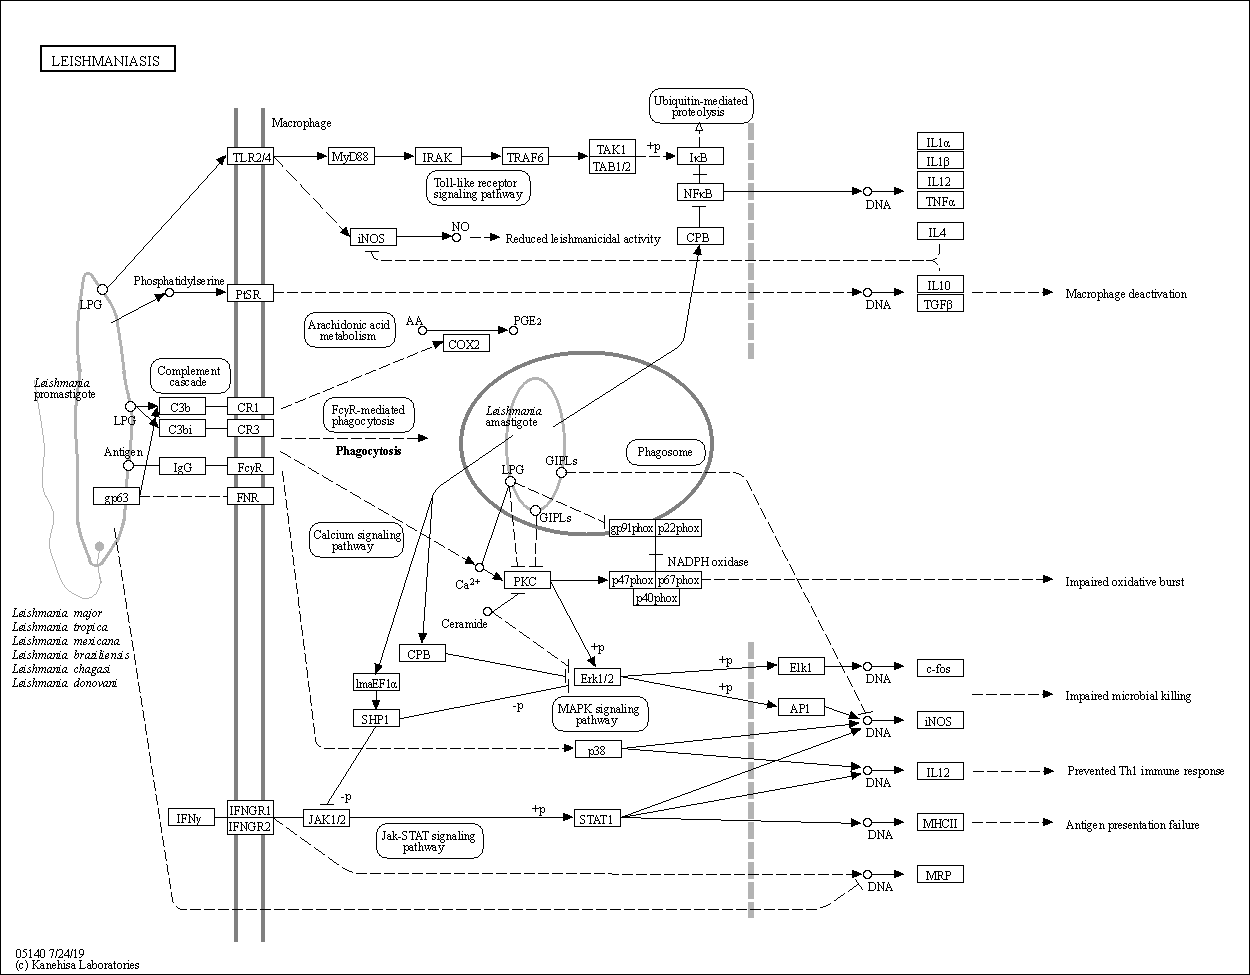 LEISHMANIASIS
Macrophage
Ubiquitin-mediated
proteolysis
TLR2/4
MyD88
IRAK
TRAF6
TAK1
TAB1/2
+p
IκB
Toll-like receptor
signaling pathway
NFκB
DNA
IL1α
IL1β
IL12
TNFα
iNOS
NO
Reduced leishmanicidal activity
CPB
IL4
LPG
Phosphatidylserine
PtSR
DNA
IL10
TGFβ
Macrophage deactivation
Arachidonic acid
metabolism
AA
PGE2
COX2
Leishmania
promastigote
Complement
cascade
LPG
C3b
CR1
C3bi
CR3
FcγR-mediated
phagocytosis
Phagocytosis
Leishmania
amastigote
Phagosome
Antigen
IgG
FcγR
gp63
FNR
LPG
GIPLs
GIPLs
gp91phox
p22phox
NADPH oxidase
Calcium signaling
pathway
Ca2+
PKC
p47phox
p67phox
p40phox
Impaired oxidative burst
Ceramide
Leishmania major
Leishmania tropica
Leishmania mexicana
Leishmania braziliensis
Leishmania chagasi
Leishmania donovani
+p
CPB
lmaEF1α
SHP1
-p
Erk1/2
MAPK signaling
pathway
+p
+p
Elk1
DNA
c-fos
AP1
DNA
iNOS
Impaired microbial killing
p38
DNA
IL12
Prevented Th1 immune response
IFNγ
IFNGR1
IFNGR2
-p
JAK1/2
+p
STAT1
Jak-STAT signaling
pathway
DNA
MHCII
Antigen presentation failure
DNA
MRP
05140 7/24/19
(c) Kanehisa Laboratories